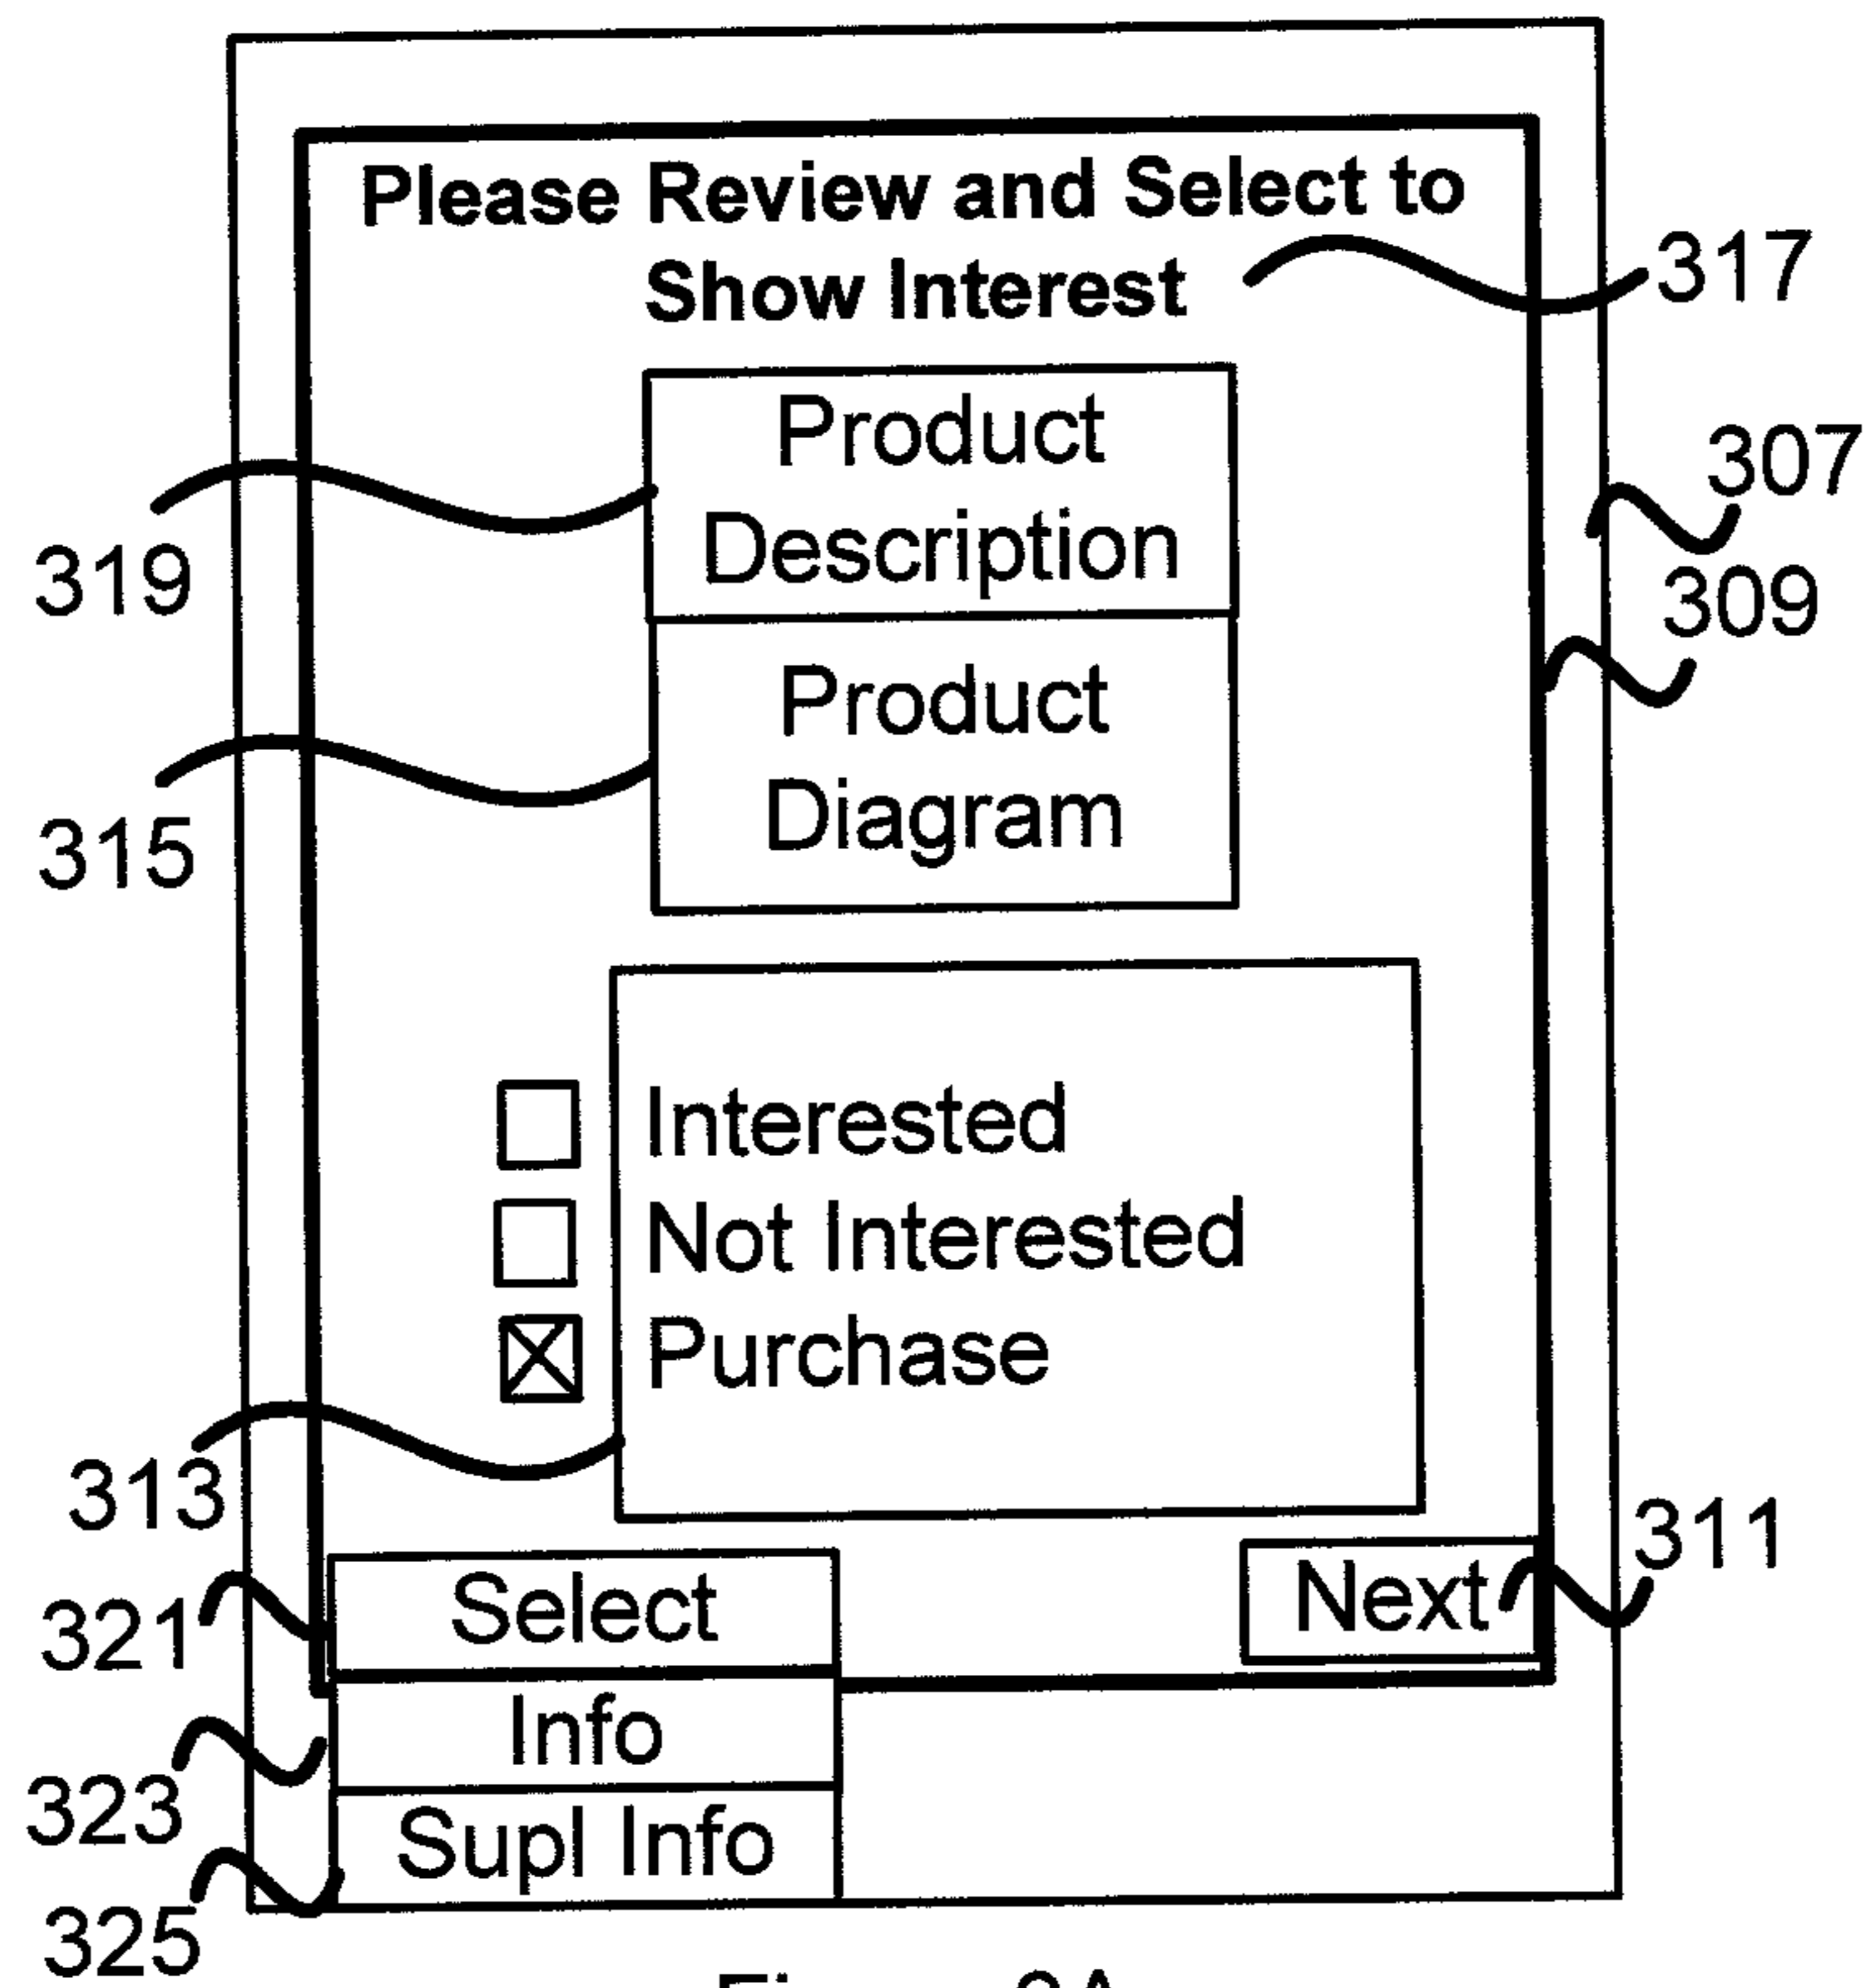 Please Review and Select to
Show Interest
317
Product
Description
307
319
309
Product
Diagram
315
Interested
Not Interested
Purchase
313
311
Select
Next
321
Info
323
Supl Info
325